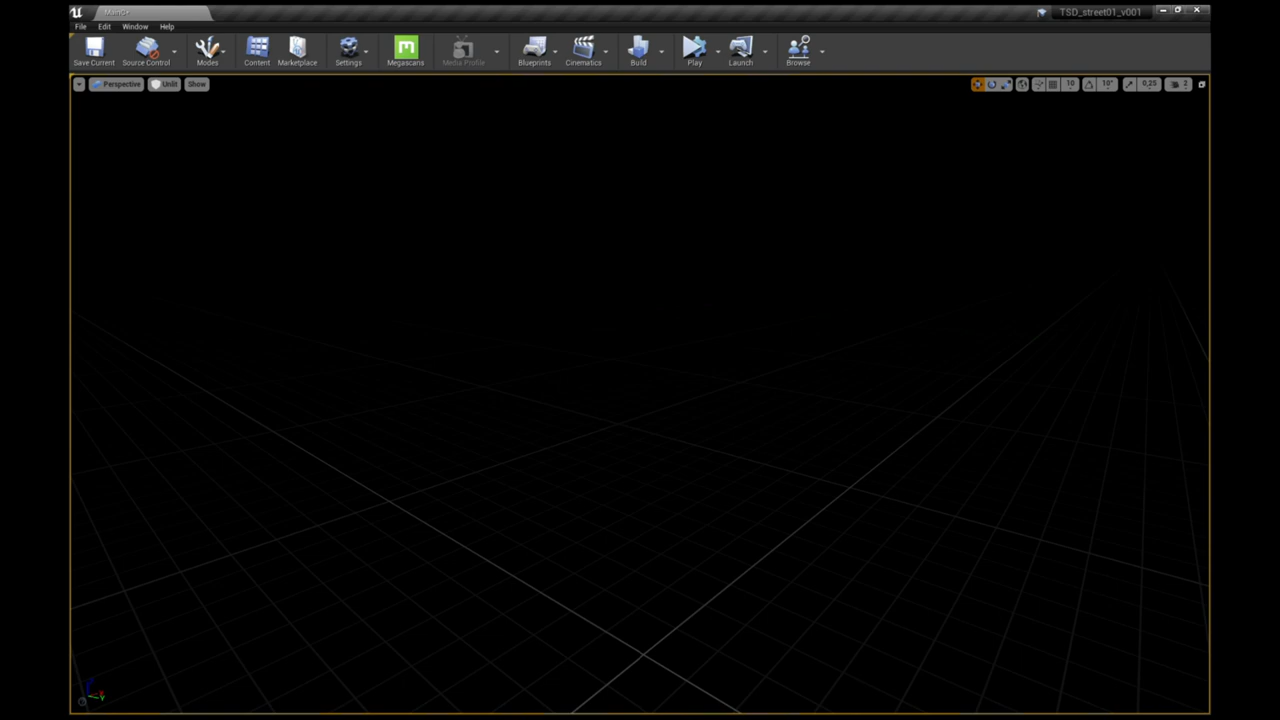 TSD_street01_v001
File Edit Window Help
Save Current Source Control Modes Content Marketplace Settings Megascans Media Profile Blueprints Cinematics Build Play Launch Browse
Perspective Unlit Show 10 10° 0,25 2